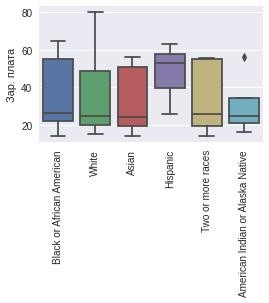 80
60
40
20
Зар. плата
Black or African American
White
Asian
Hispanic
Two or more races
American Indian or Alaska Native